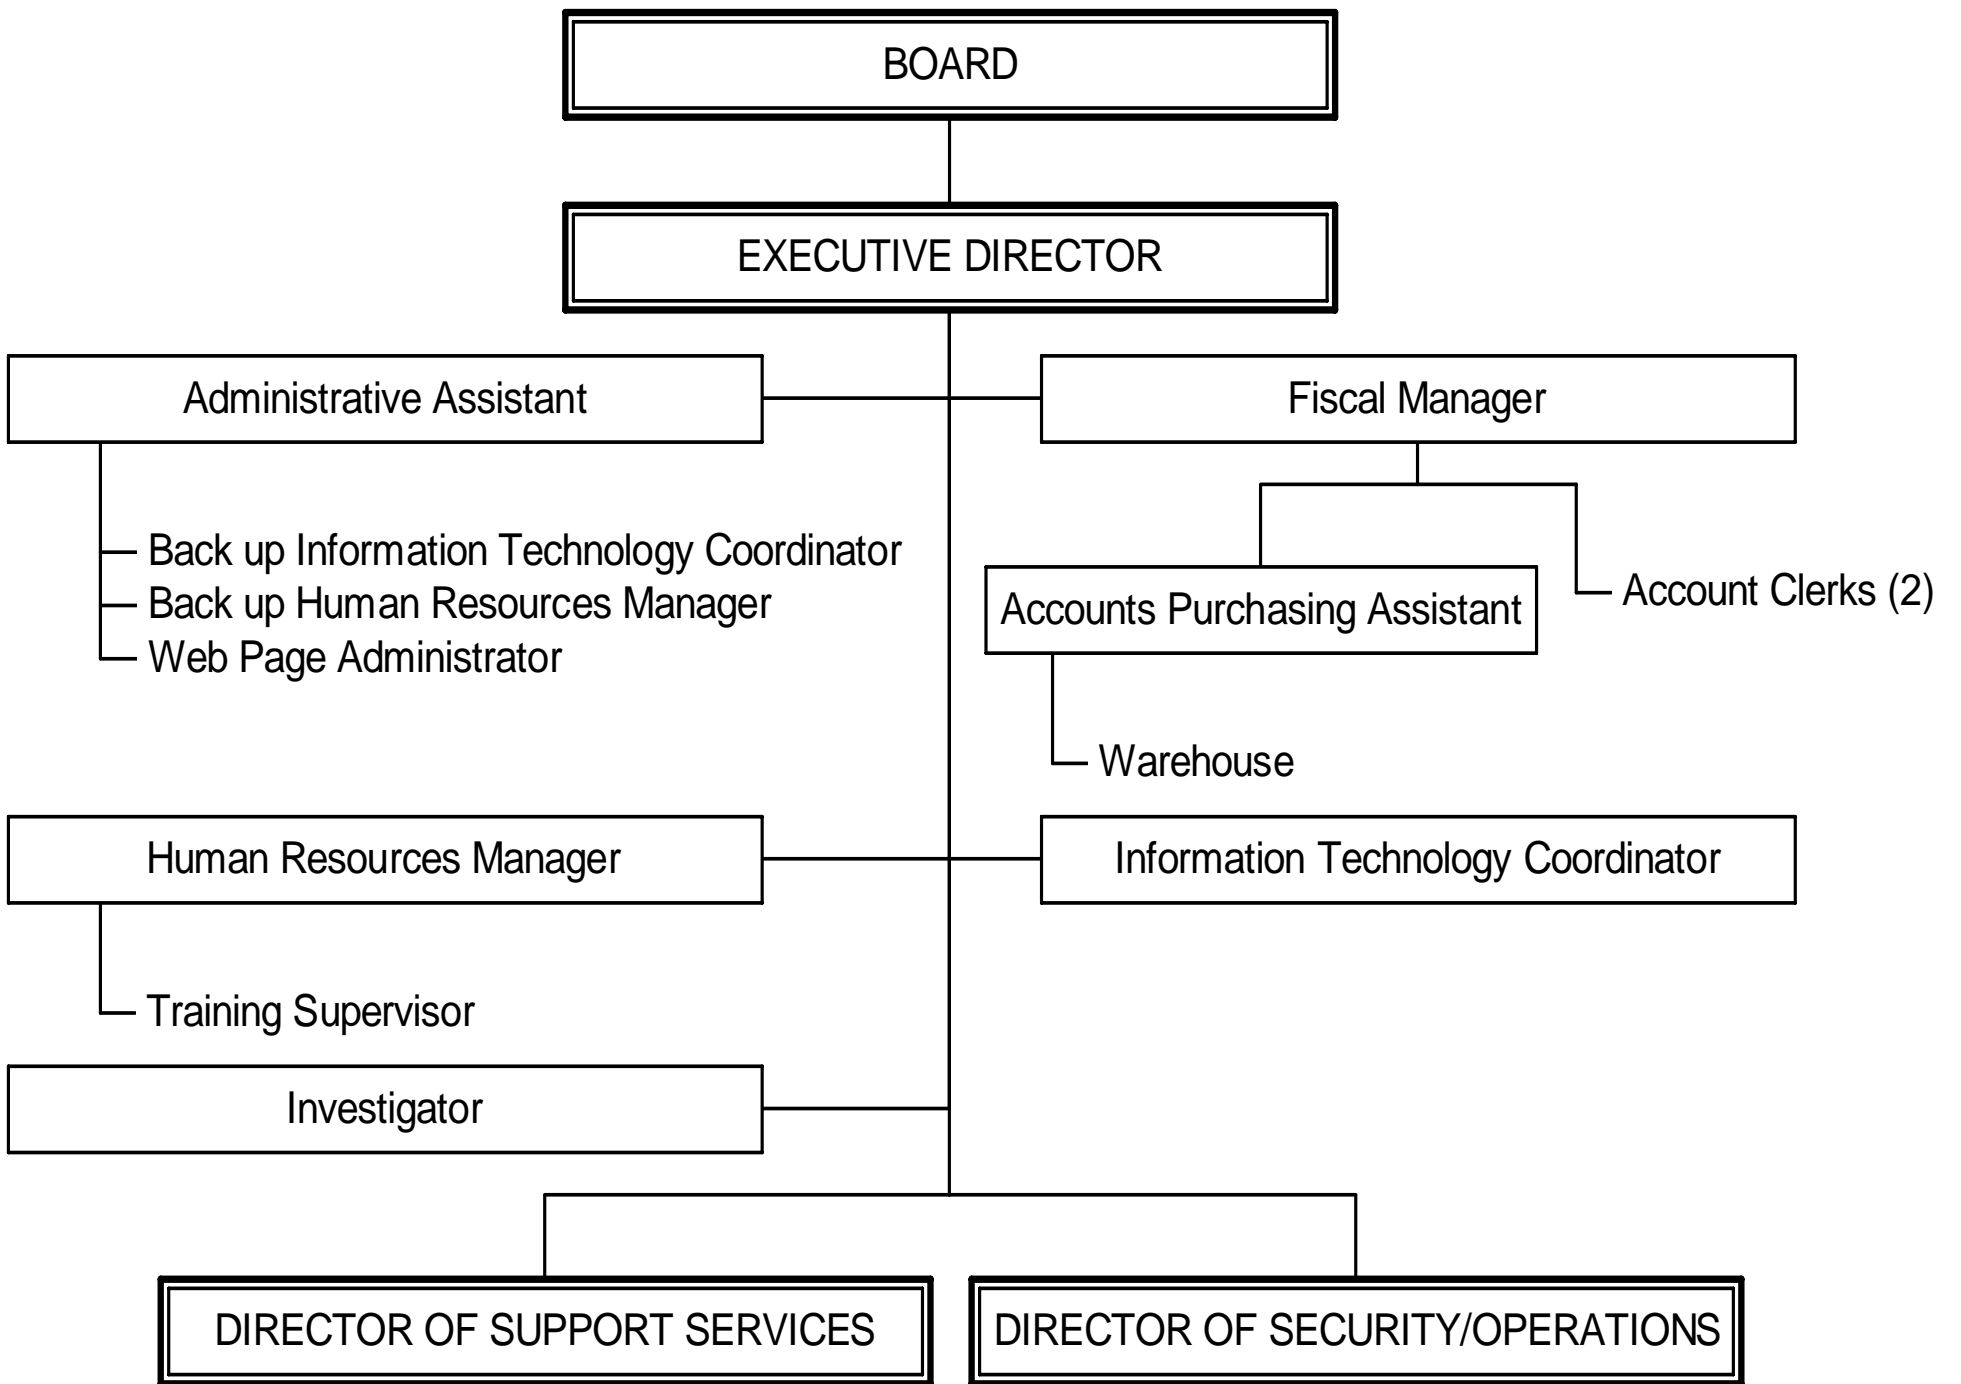 BOARD
EXECUTIVE DIRECTOR
Administrative Assistant
Fiscal Manager
Back up Information Technology Coordinator
Back up Human Resources Manager
Web Page Administrator
Accounts Purchasing Assistant
Account Clerks (2)
Warehouse
Human Resources Manager
Information Technology Coordinator
Training Supervisor
Investigator
DIRECTOR OF SUPPORT SERVICES
DIRECTOR OF SECURITY/OPERATIONS